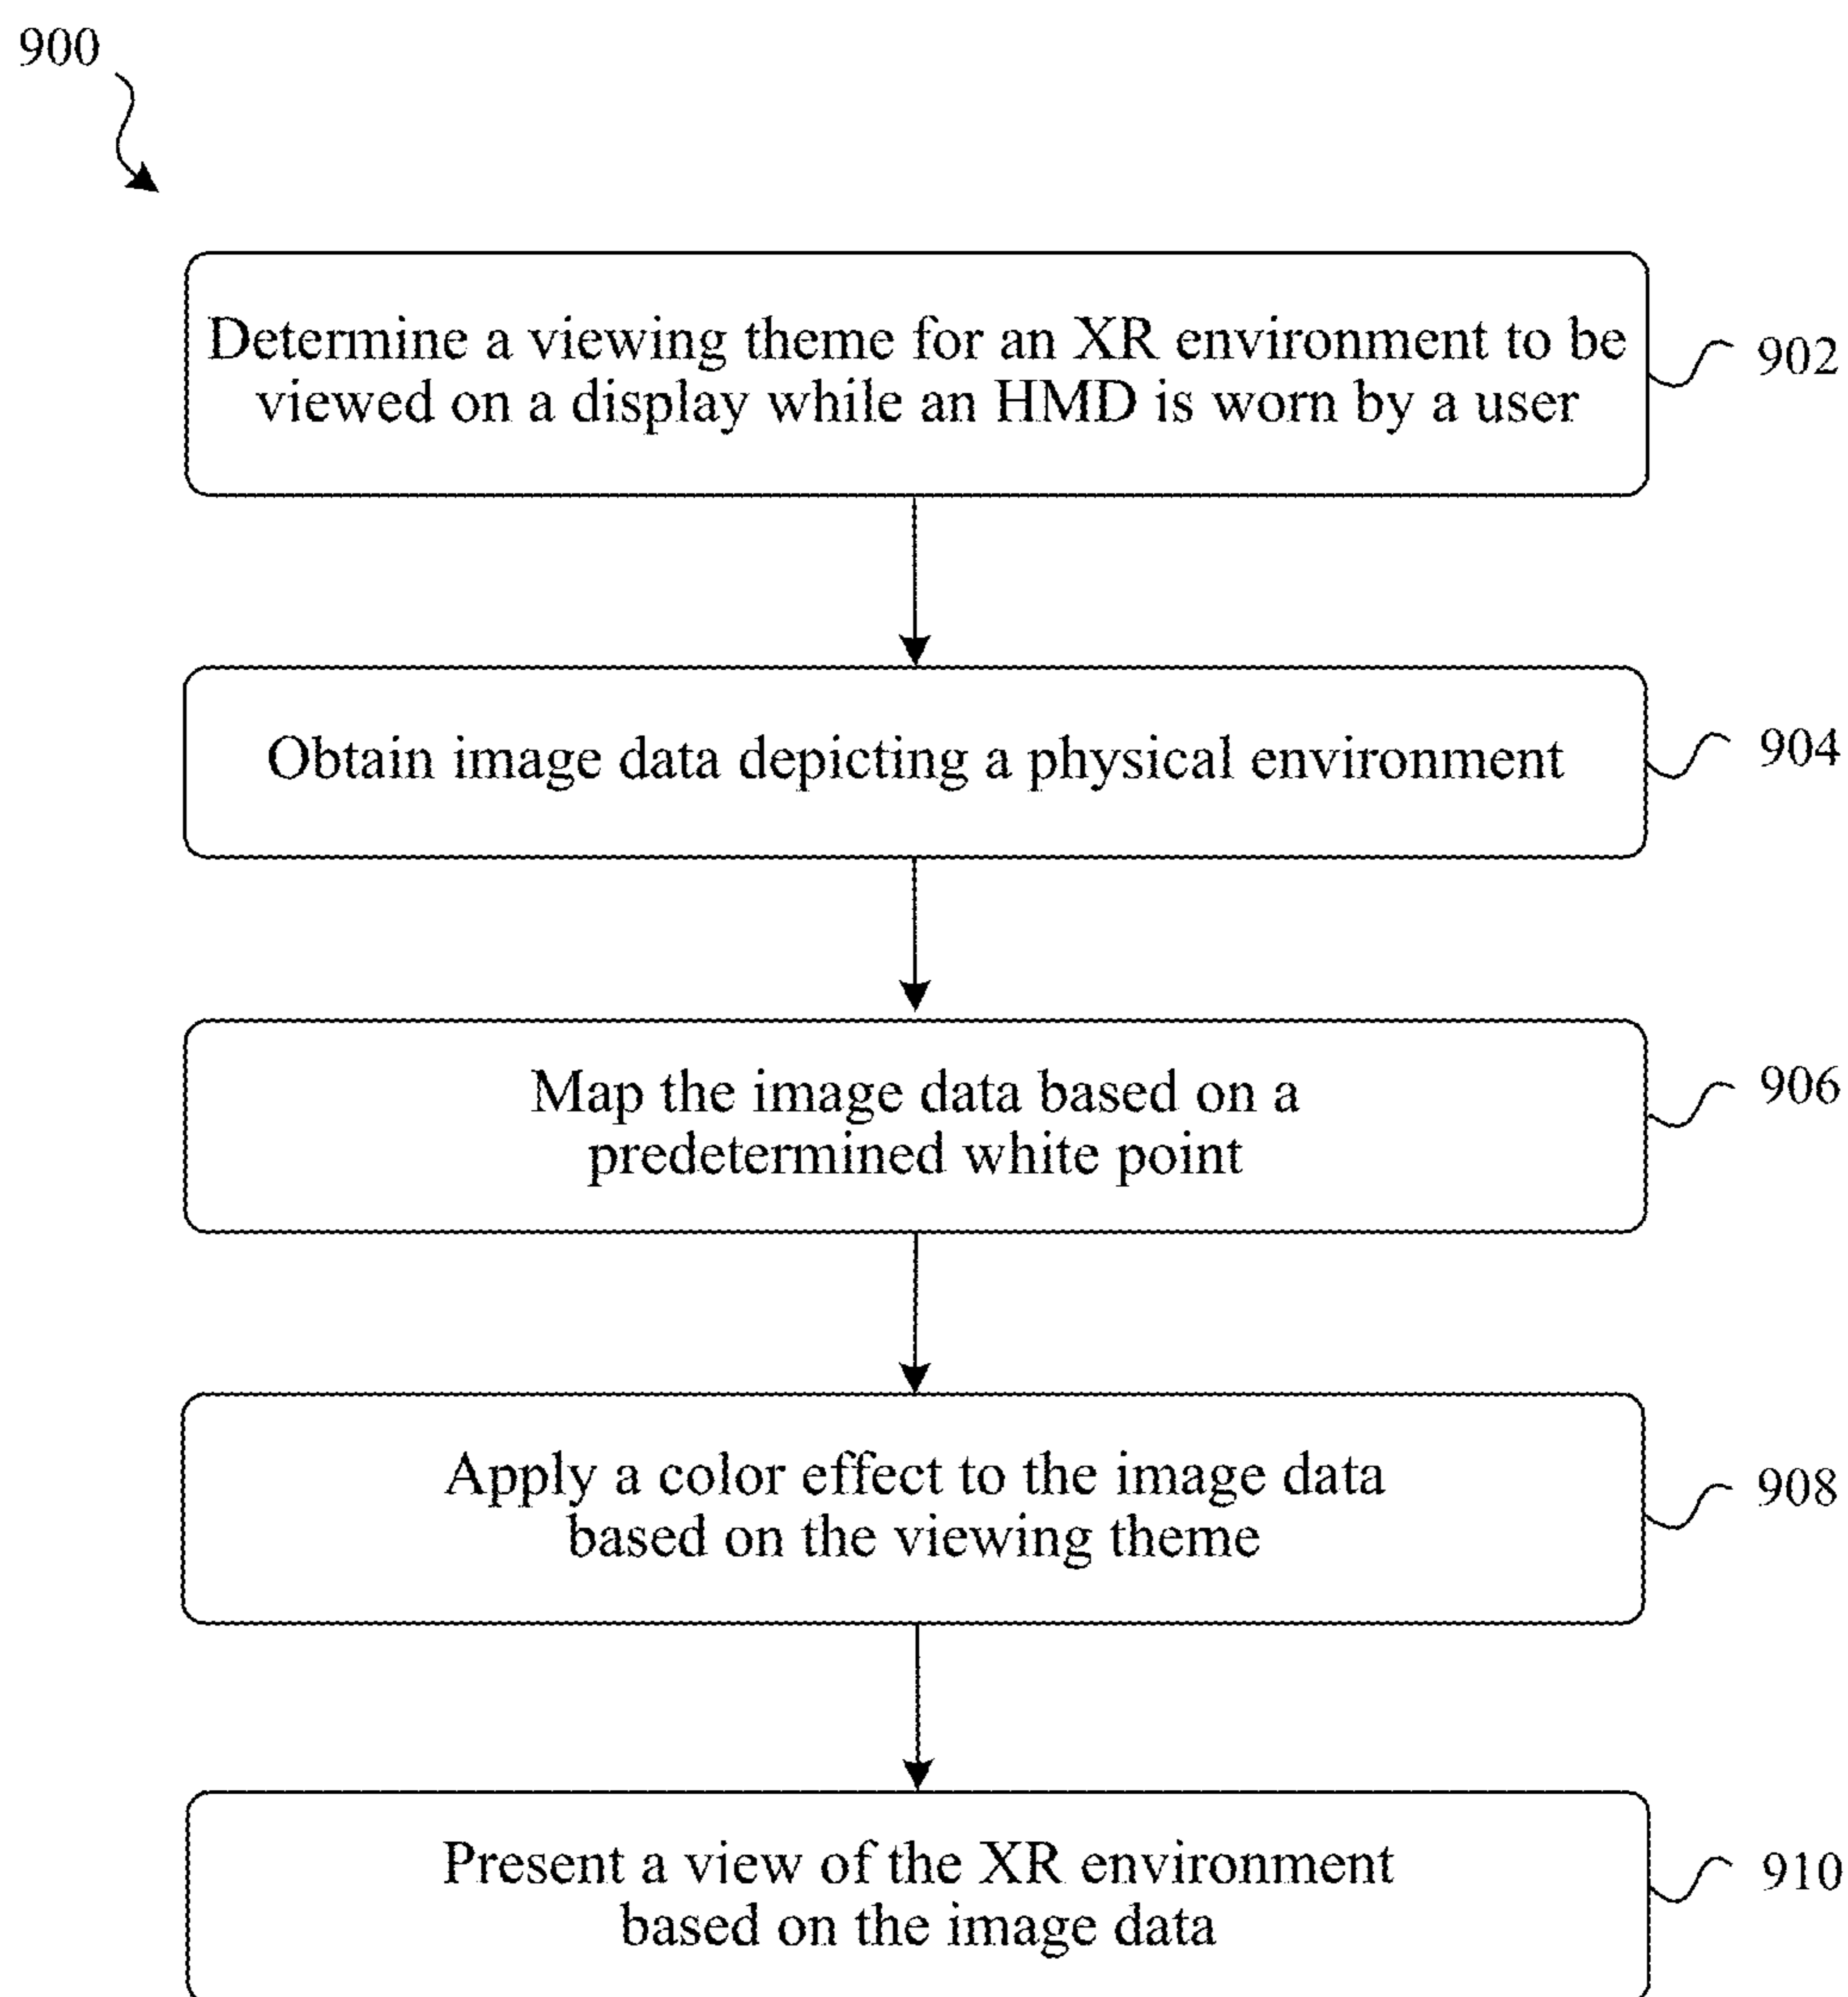 900
Determine a viewing theme for an XR environment to be
viewed on a display while an HMD is worn by a user
902
Obtain image data depicting a physical environment
904
Map the image data based on a
predetermined white point
906
Apply a color effect to the image data
based on the viewing theme
908
Present a view of the XR environment
based on the image data
910